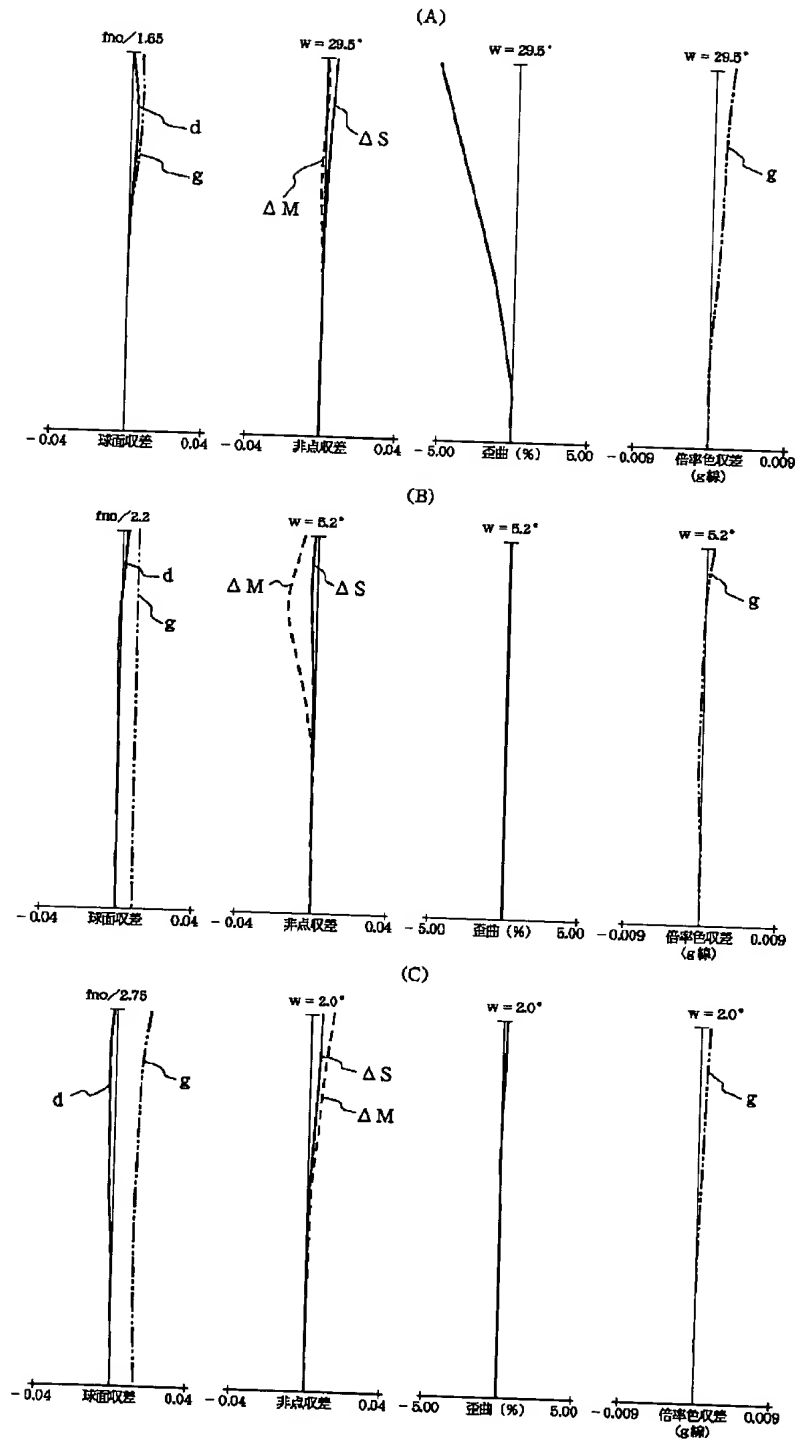 (A)
fno/1.65
W = 29.5°
W = 29.5°
W = 29.5°
d
g
ΔS
ΔM
g
-0.04 球面収差 0.04
-0.04 非点収差 0.04
-5.00 歪曲 (%) 5.00
-0.009 倍率色収差 0.009
(g線)
(B)
fno/2.2
W = 5.2°
W = 5.2°
W = 5.2°
d
g
ΔM
ΔS
g
-0.04 球面収差 0.04
-0.04 非点収差 0.04
-5.00 歪曲 (%) 5.00
-0.009 倍率色収差 0.009
(g線)
(C)
fno/2.75
W = 2.0°
W = 2.0°
W = 2.0°
d
g
ΔS
ΔM
g
-0.04 球面収差 0.04
-0.04 非点収差 0.04
-5.00 歪曲 (%) 5.00
-0.009 倍率色収差 0.009
(g線)